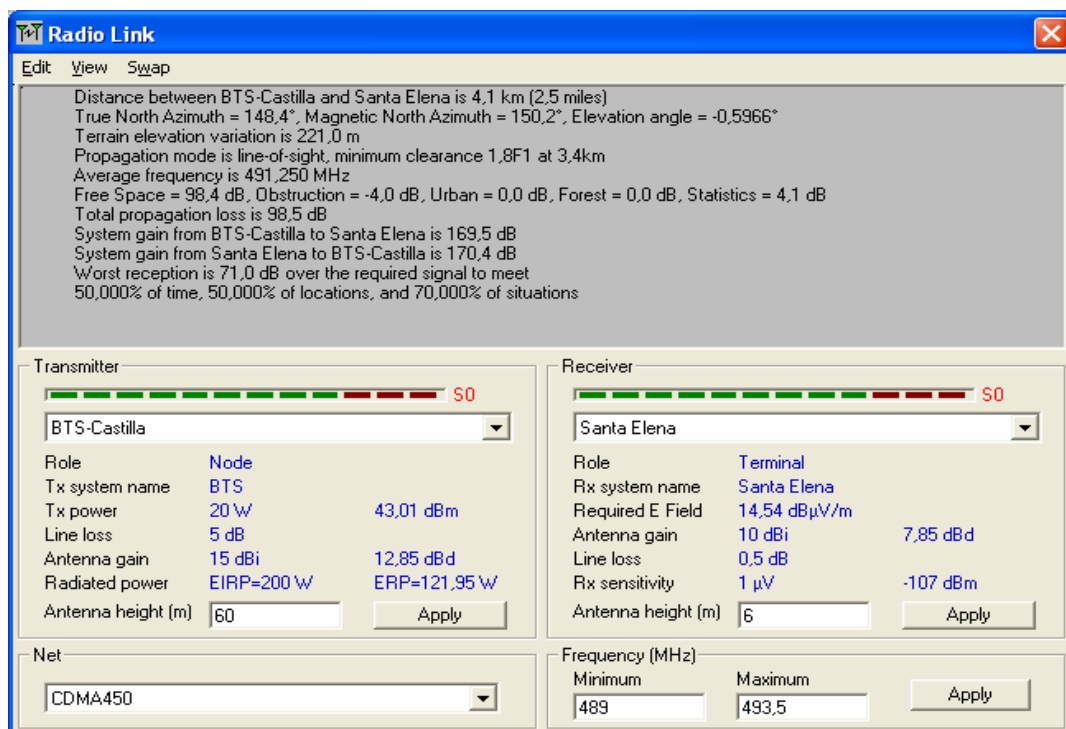 Radio Link
Edit View Swap
Distance between BTS-Castilla and Santa Elena is 4,1 km (2,5 miles)
True North Azimuth = 148,4°, Magnetic North Azimuth = 150,2°, Elevation angle = -0,5966°
Terrain elevation variation is 221,0 m
Propagation mode is line-of-sight, minimum clearance 1,8F1 at 3,4km
Average frequency is 491,250 MHz
Free Space = 98,4 dB, Obstruction = -4,0 dB, Urban = 0,0 dB, Forest = 0,0 dB, Statistics = 4,1 dB
Total propagation loss is 98,5 dB
System gain from BTS-Castilla to Santa Elena is 169,5 dB
System gain from Santa Elena to BTS-Castilla is 170,4 dB
Worst reception is 71,0 dB over the required signal to meet
50,000% of time, 50,000% of locations, and 70,000% of situations
Transmitter
S0
BTS-Castilla
Role Node
Tx system name BTS
Tx power 20 W 43,01 dBm
Line loss 5 dB
Antenna gain 15 dBi 12,85 dBd
Radiated power EIRP=200 W ERP=121,95 W
Antenna height (m) 60 Apply
Receiver
S0
Santa Elena
Role Terminal
Rx system name Santa Elena
Required E Field 14,54 dBµV/m
Antenna gain 10 dBi 7,85 dBd
Line loss 0,5 dB
Rx sensitivity 1 µV -107 dBm
Antenna height (m) 6 Apply
Net
CDMA450
Frequency (MHz)
Minimum Maximum
489 493,5 Apply